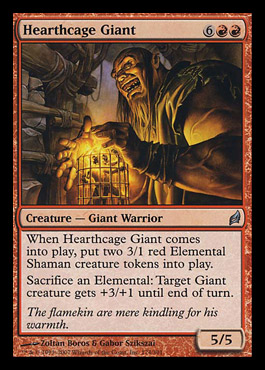 Hearthcage Giant 6
Creature — Giant Warrior
When Hearthcage Giant comes
into play, put two 3/1 red Elemental
Shaman creature tokens into play.
Sacrifice an Elemental: Target Giant
creature gets +3/+1 until end of turn.
The flamekin are mere kindling for his
warmth.
Zoltan Boros & Gabor Szikszai
5/5